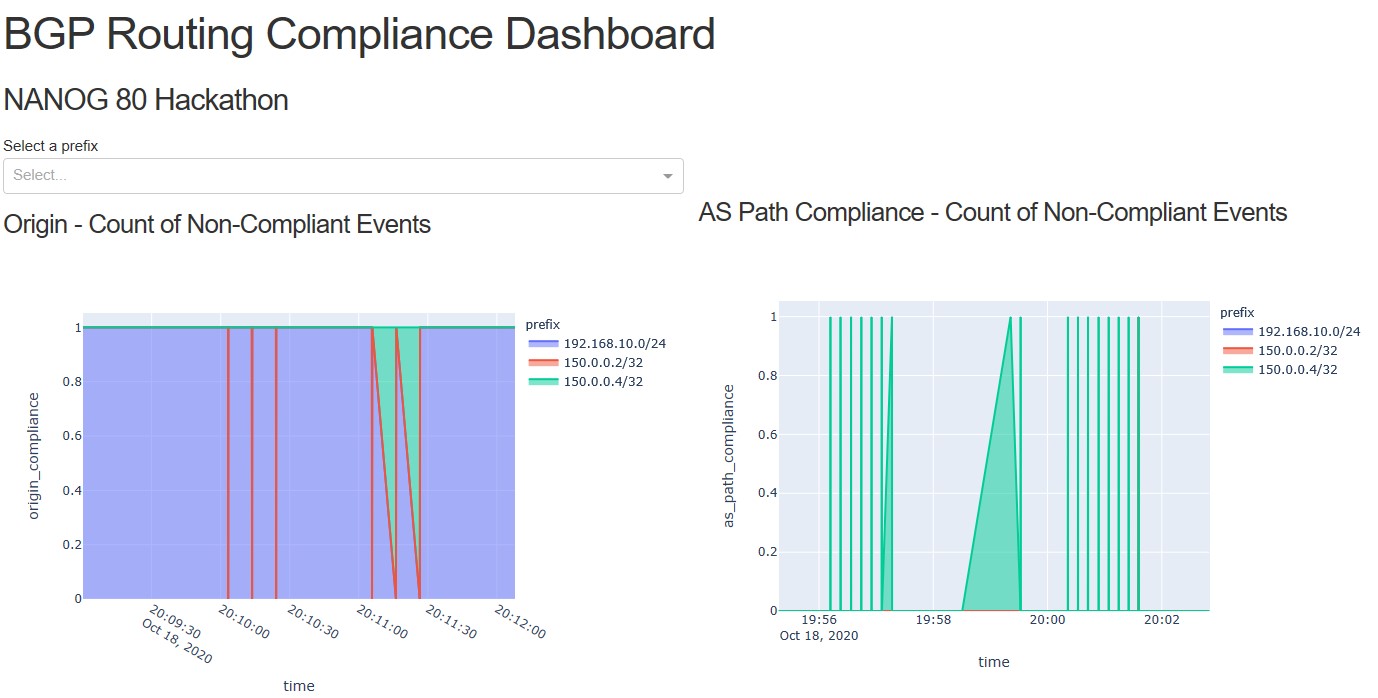 BGP Routing Compliance Dashboard
NANOG 80 Hackathon
Select a prefix
Select...
Origin - Count of Non-Compliant Events
origin_compliance
1
0.8
0.6
0.4
0.2
0
20:09:30
Oct 18, 2020
20:10:00
20:10:30
20:11:00
20:11:30
20:12:00
time
prefix
192.168.10.0/24
150.0.0.2/32
150.0.0.4/32
AS Path Compliance - Count of Non-Compliant Events
as_path_compliance
1
0.8
0.6
0.4
0.2
0
19:56
Oct 18, 2020
19:58
20:00
20:02
time
prefix
192.168.10.0/24
150.0.0.2/32
150.0.0.4/32